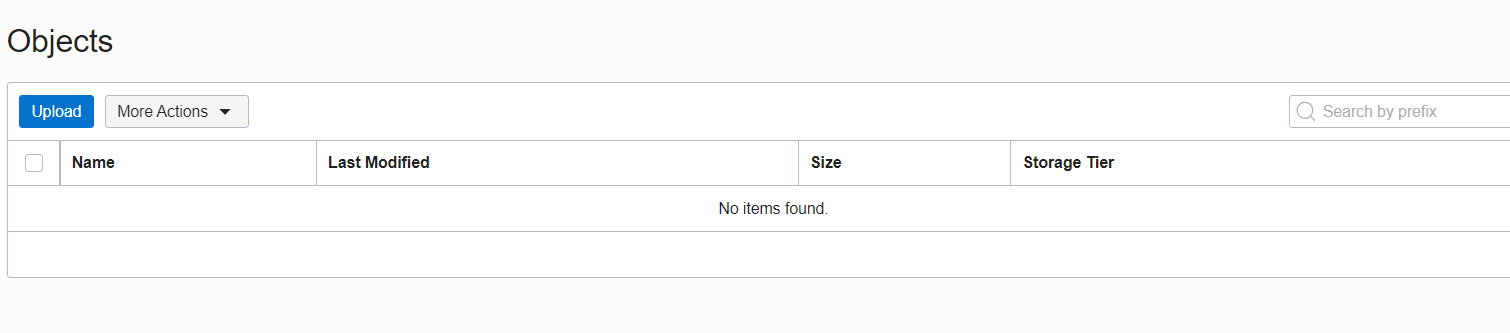 Objects
Upload More Actions Search by prefix
Name Last Modified Size Storage Tier
No items found.